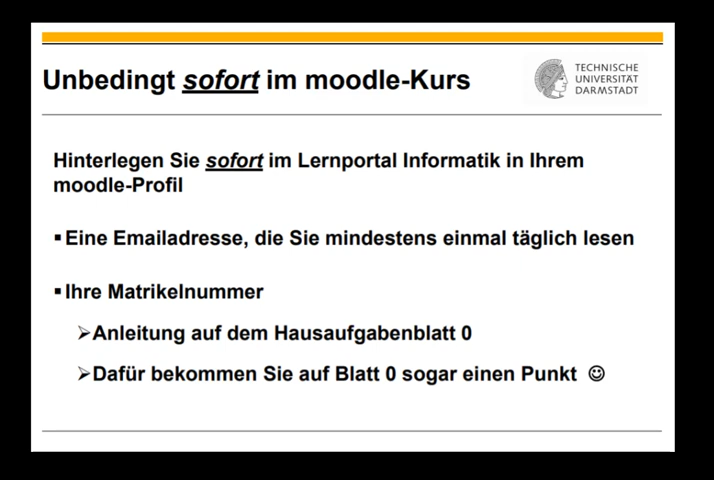 Unbedingt sofort im moodle-Kurs
TECHNISCHE
UNIVERSITÄT
DARMSTADT
Hinterlegen Sie sofort im Lernportal Informatik in Ihrem
moodle-Profil
▪ Eine Emailadresse, die Sie mindestens einmal täglich lesen
▪ Ihre Matrikelnummer
➢ Anleitung auf dem Hausaufgabenblatt 0
➢ Dafür bekommen Sie auf Blatt 0 sogar einen Punkt ☺